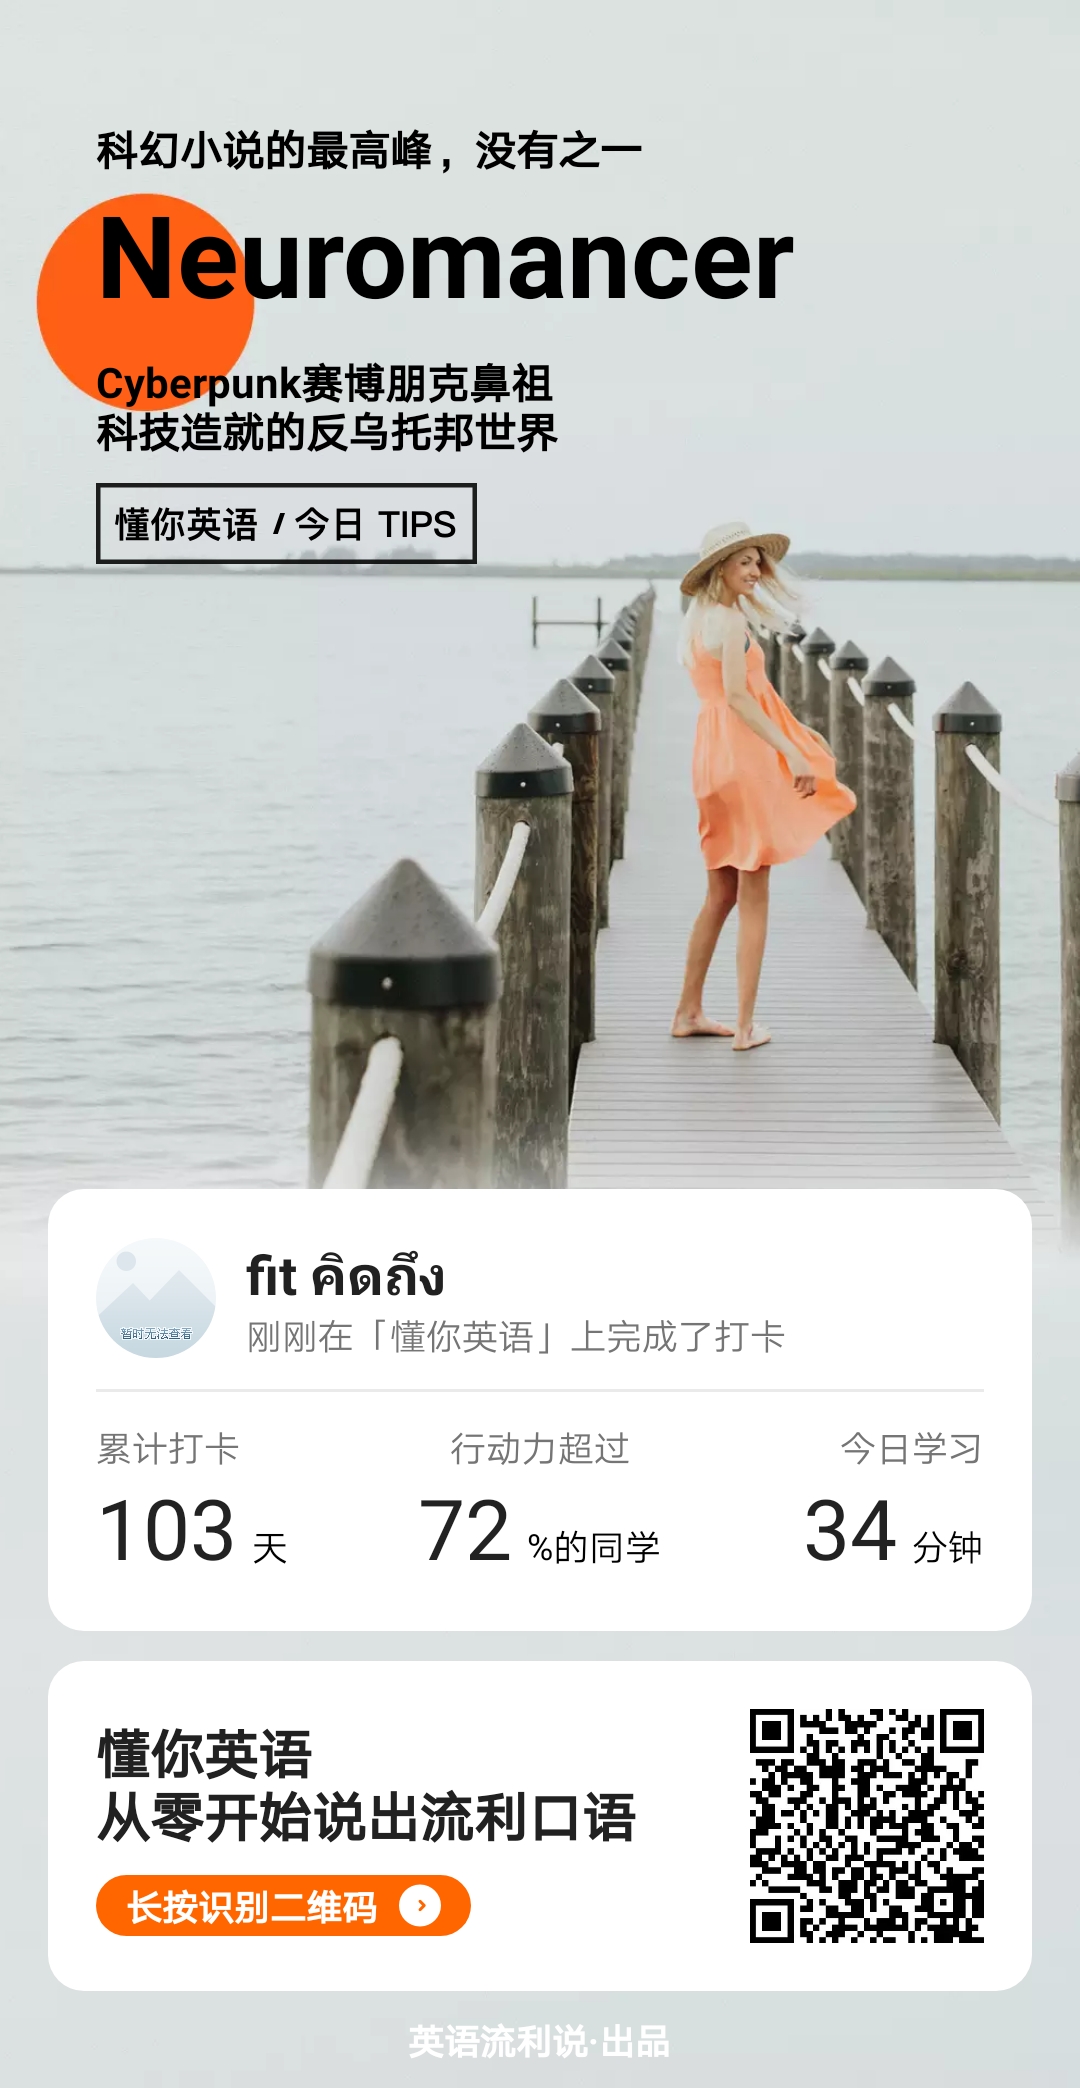 科幻小说的最高峰，没有之一
Neuromancer
Cyberpunk赛博朋克鼻祖
科技造就的反乌托邦世界
懂你英语 / 今日 TIPS
暂时无法查看
fit คิดถึง
刚刚在「懂你英语」上完成了打卡
累计打卡 行动力超过 今日学习
103 天 72 %的同学 34 分钟
懂你英语
从零开始说出流利口语
长按识别二维码
英语流利说·出品